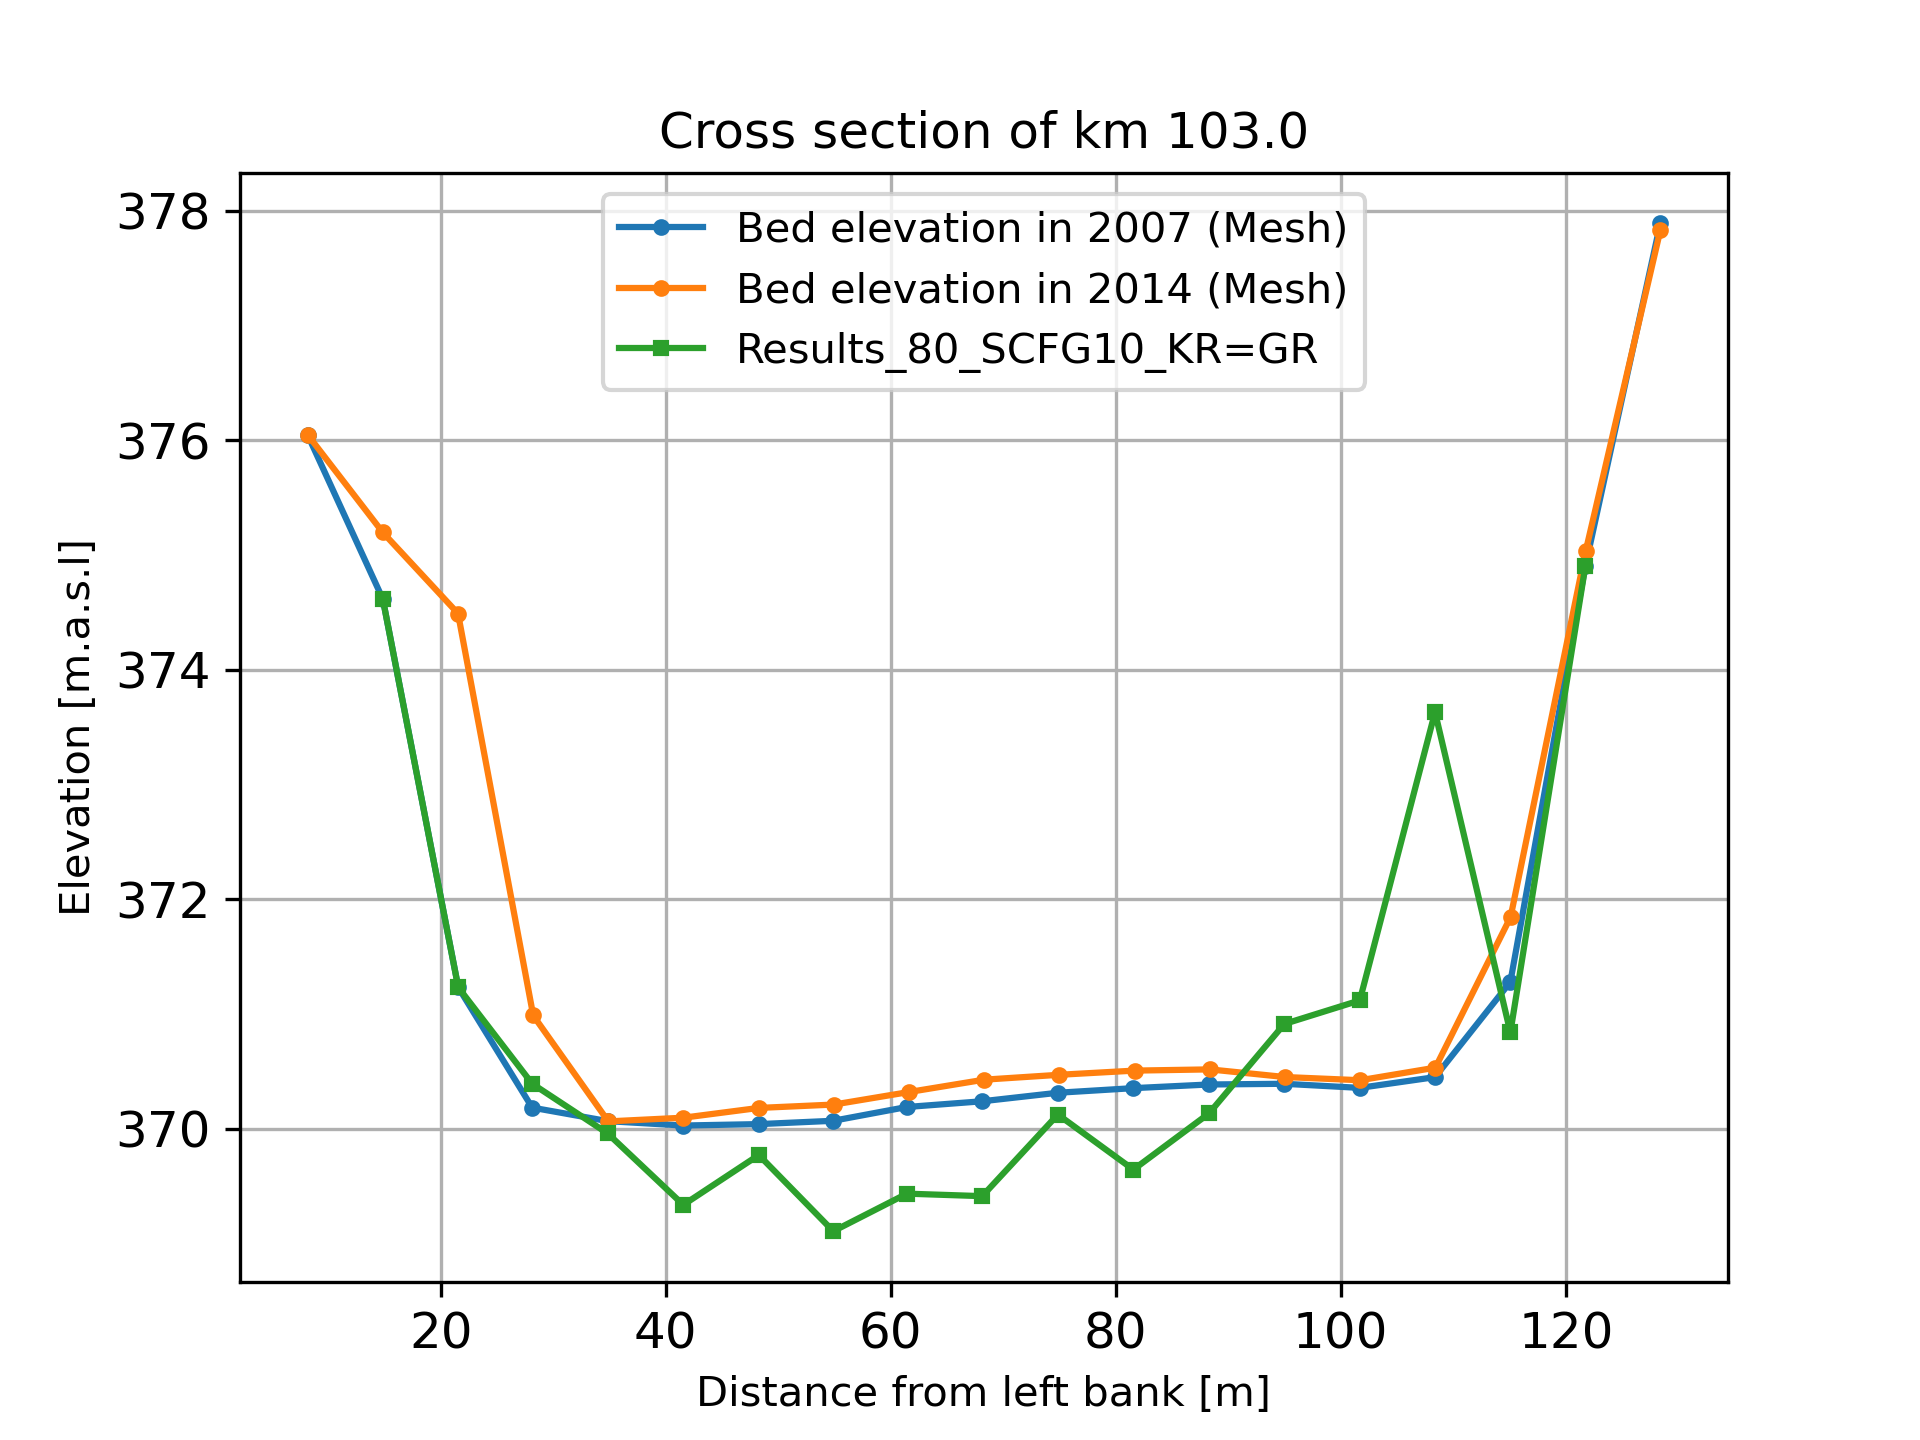 Cross section of km 103.0
Bed elevation in 2007 (Mesh)
Bed elevation in 2014 (Mesh)
Results_80_SCFG10_KR=GR
378
376
374
372
370
Elevation [m.a.s.l]
20 40 60 80 100 120
Distance from left bank [m]